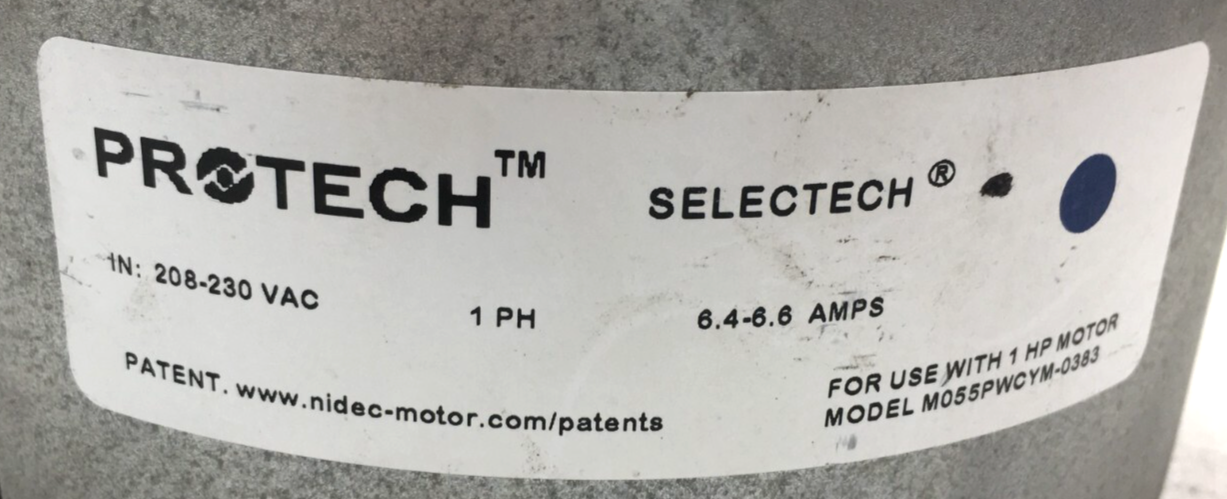 PROTECH™
SELECTECH®
IN: 208-230 VAC 1 PH 6.4-6.6 AMPS
PATENT. www.nidec-motor.com/patents
FOR USE WITH 1 HP MOTOR
MODEL M055PWCYM-0383